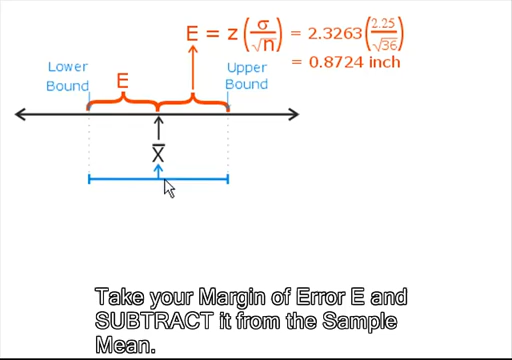 E = z(σ/√n) = 2.3263(2.25/√36)
= 0.8724 inch
Lower
Bound
E
Upper
Bound
X̄
Take your Margin of Error E and
SUBTRACT it from the Sample
Mean.